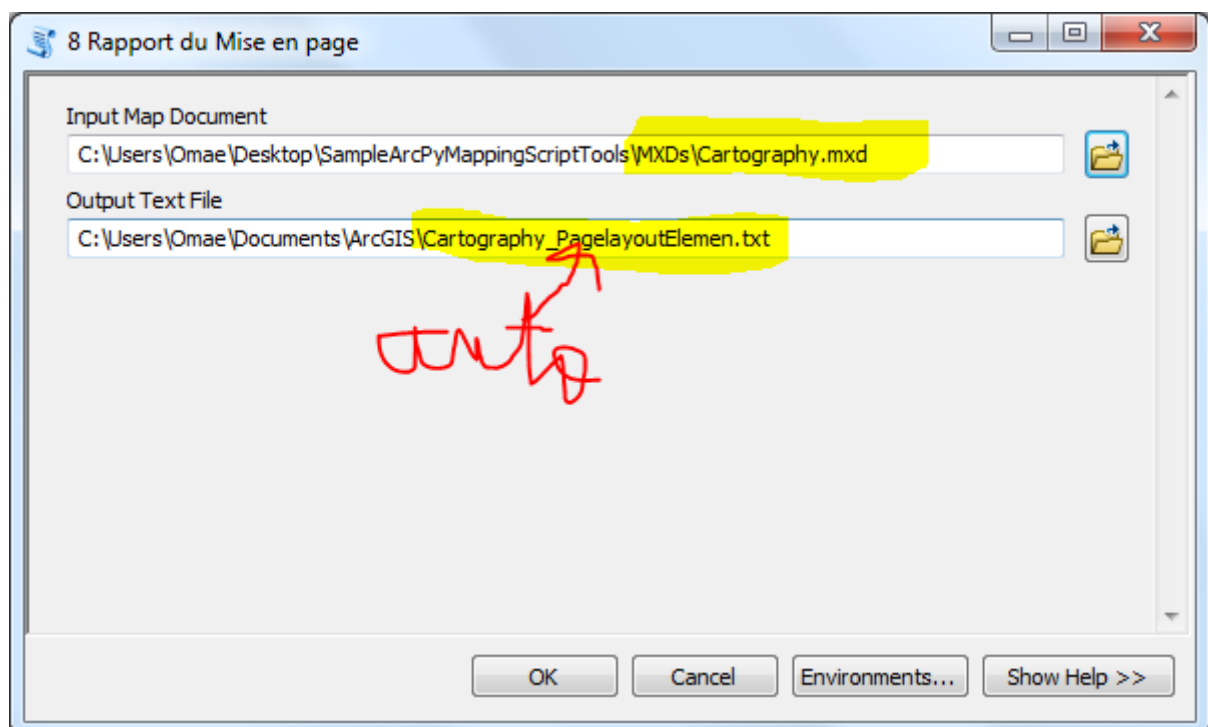 8 Rapport du Mise en page
Input Map Document
C:\Users\Omae\Desktop\SampleArcPyMappingScriptTools\MXDs\Cartography.mxd
Output Text File
C:\Users\Omae\Documents\ArcGIS\Cartography_PagelayoutElemen.txt
auto
OK Cancel Environments... Show Help >>